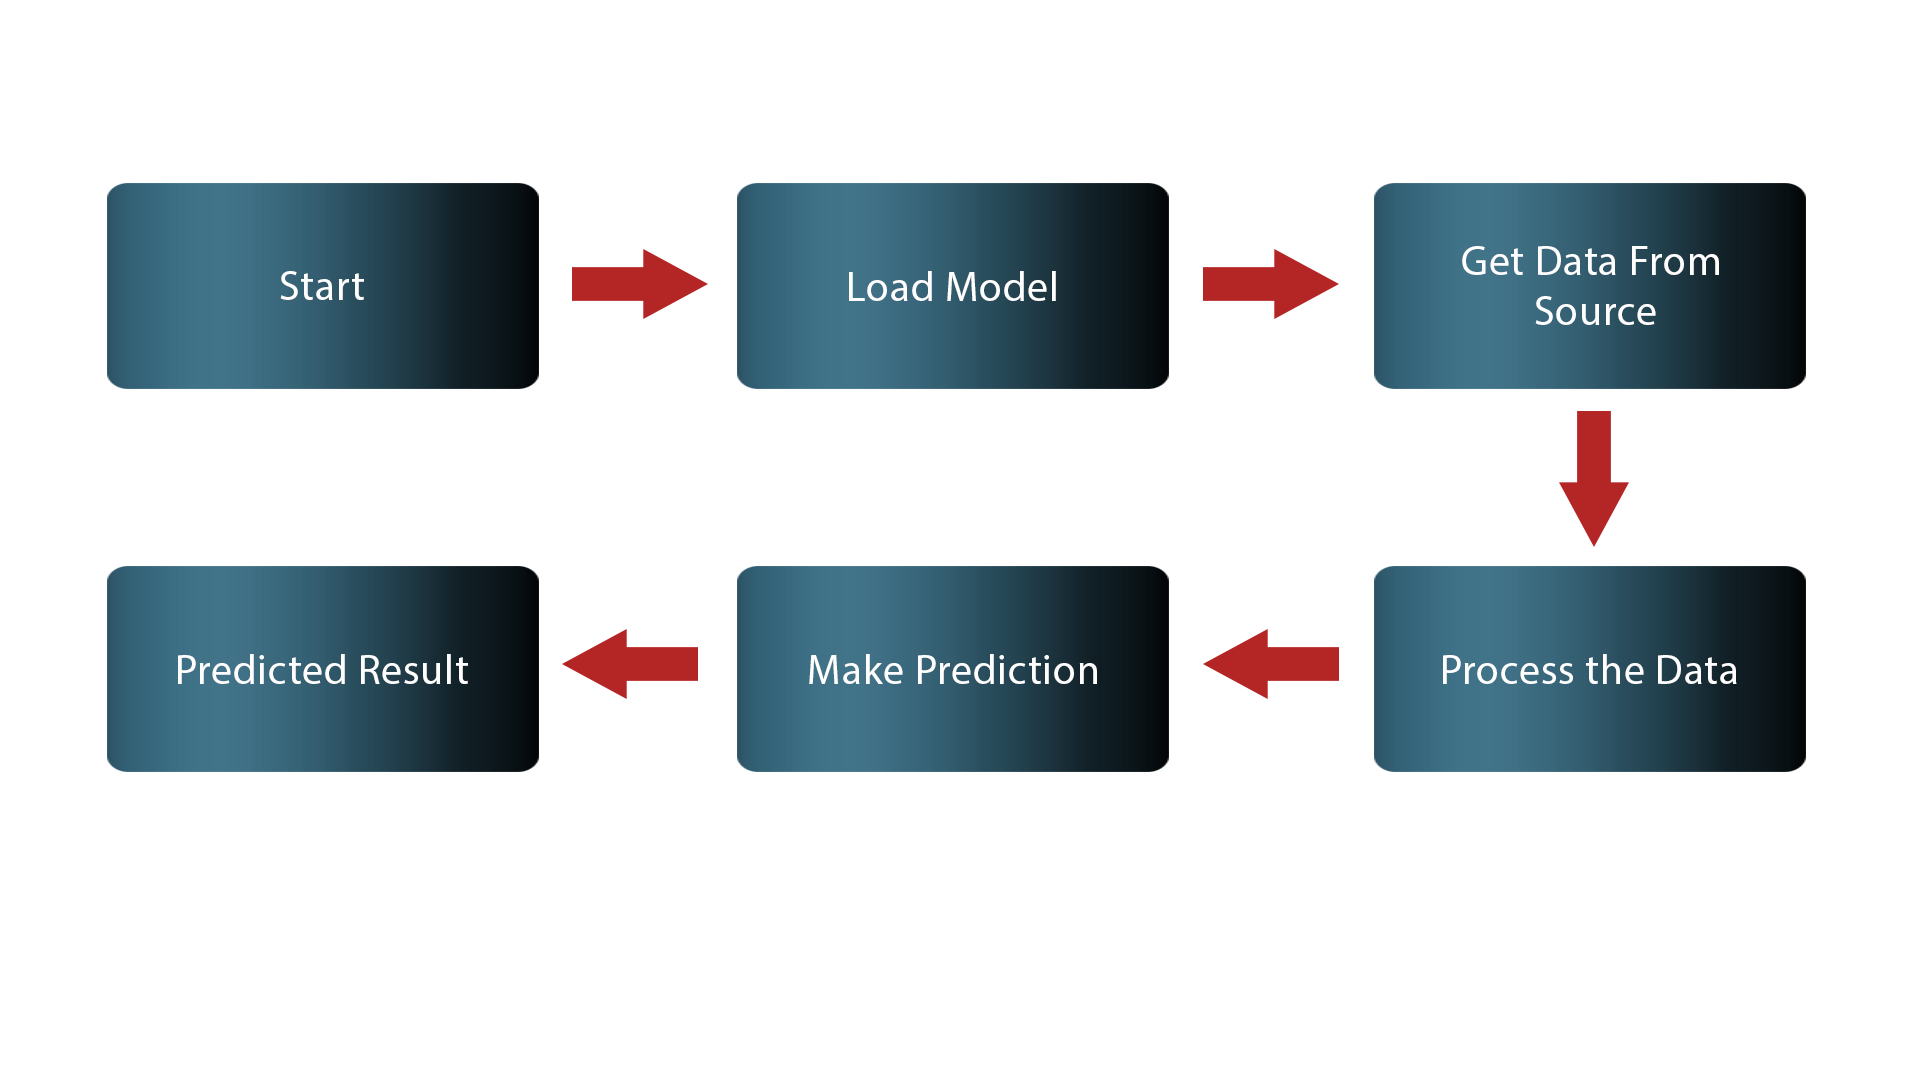 Start
Load Model
Get Data From
Source
Process the Data
Make Prediction
Predicted Result